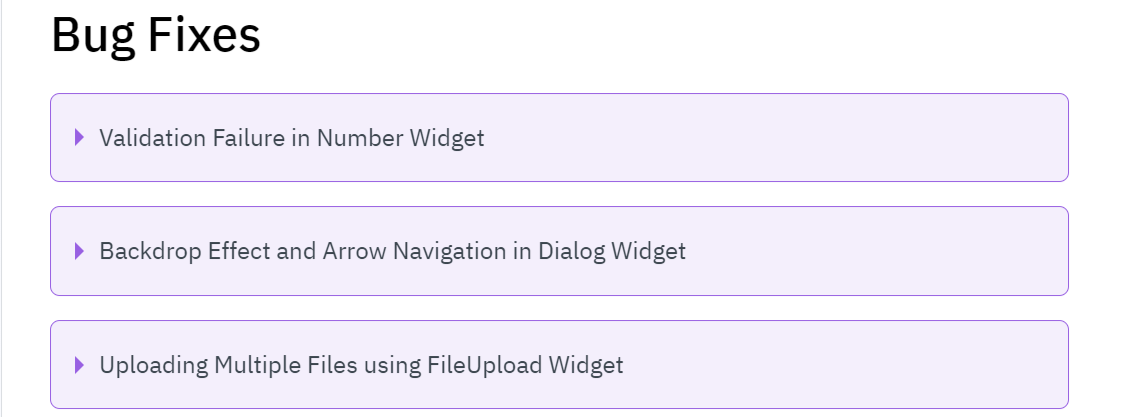 Bug Fixes
Validation Failure in Number Widget
Backdrop Effect and Arrow Navigation in Dialog Widget
Uploading Multiple Files using FileUpload Widget